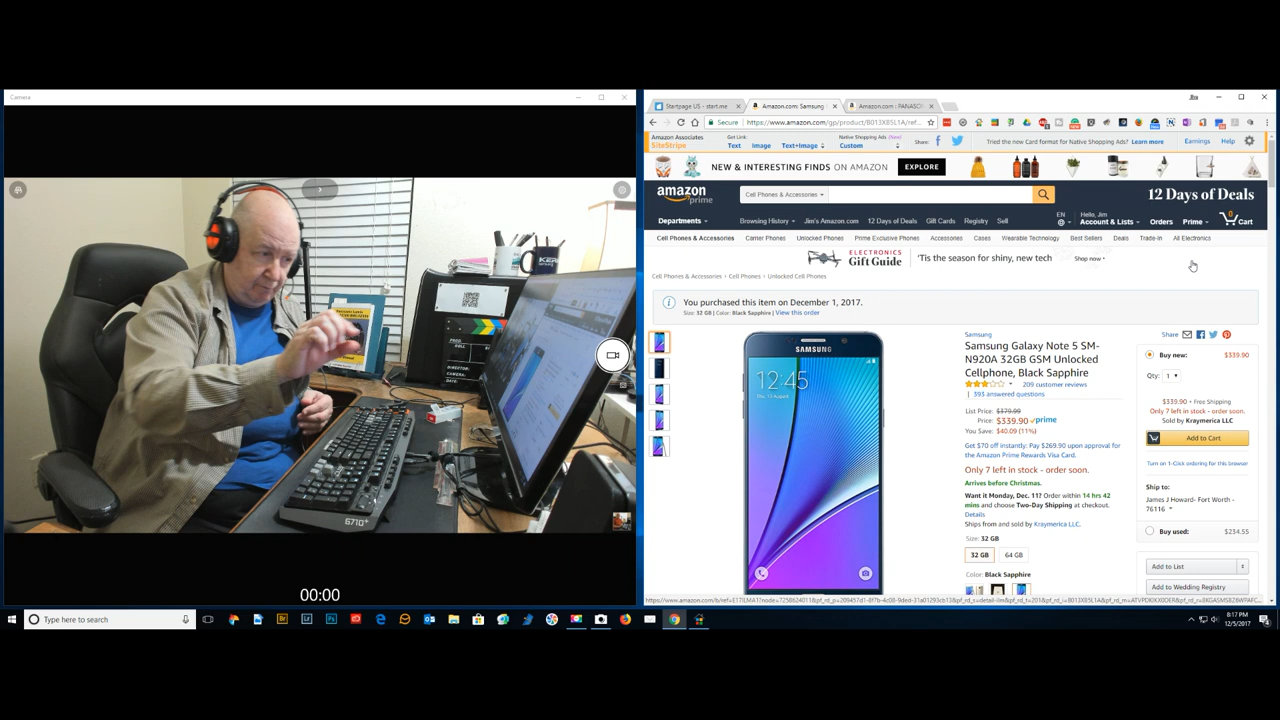 Camera
6710+
00:00
Startpage US - start.me
Amazon.com: Samsung
Amazon.com : PANASO
Secure
https://www.amazon.com/gp/product/B013XB5L1A/ref...
Amazon Associates
SiteStripe
Get Link:
Text
Image
Text+Image
Native Shopping Ads (New)
Custom
Share:
Tried the new Card format for Native Shopping Ads? Learn more
Earnings
Help
NEW & INTERESTING FINDS ON AMAZON
EXPLORE
amazon
prime
Cell Phones & Accessories
12 Days of Deals
Departments
Browsing History
Jim's Amazon.com
12 Days of Deals
Gift Cards
Registry
Sell
EN
Hello, Jim
Account & Lists
Orders
Prime
0
Cart
Cell Phones & Accessories
Carrier Phones
Unlocked Phones
Prime Exclusive Phones
Accessories
Cases
Wearable Technology
Best Sellers
Deals
Trade-In
All Electronics
ELECTRONICS
Gift Guide
'Tis the season for shiny, new tech
Shop now ›
Cell Phones & Accessories › Cell Phones › Unlocked Cell Phones
You purchased this item on December 1, 2017.
Size: 32 GB | Color: Black Sapphire | View this order
SAMSUNG
12:45
Samsung
Samsung Galaxy Note 5 SM-
N920A 32GB GSM Unlocked
Cellphone, Black Sapphire
209 customer reviews
| 393 answered questions
List Price: $379.99
Price: $339.90 prime
You Save: $40.09 (11%)
Get $70 off instantly: Pay $269.90 upon approval for
the Amazon Prime Rewards Visa Card.
Only 7 left in stock - order soon.
Arrives before Christmas.
Want it Monday, Dec. 11? Order within 14 hrs 42
mins and choose Two-Day Shipping at checkout.
Details
Ships from and sold by Kraymerica LLC.
Size: 32 GB
32 GB
64 GB
Color: Black Sapphire
Share
Buy new:
$339.90
Qty: 1
$339.90 + Free Shipping
Only 7 left in stock - order soon.
Sold by Kraymerica LLC
Add to Cart
Turn on 1-Click ordering for this browser
Ship to:
James J Howard- Fort Worth -
76116
Buy used:
$234.55
Add to List
Add to Wedding Registry
Type here to search
8:17 PM
12/5/2017